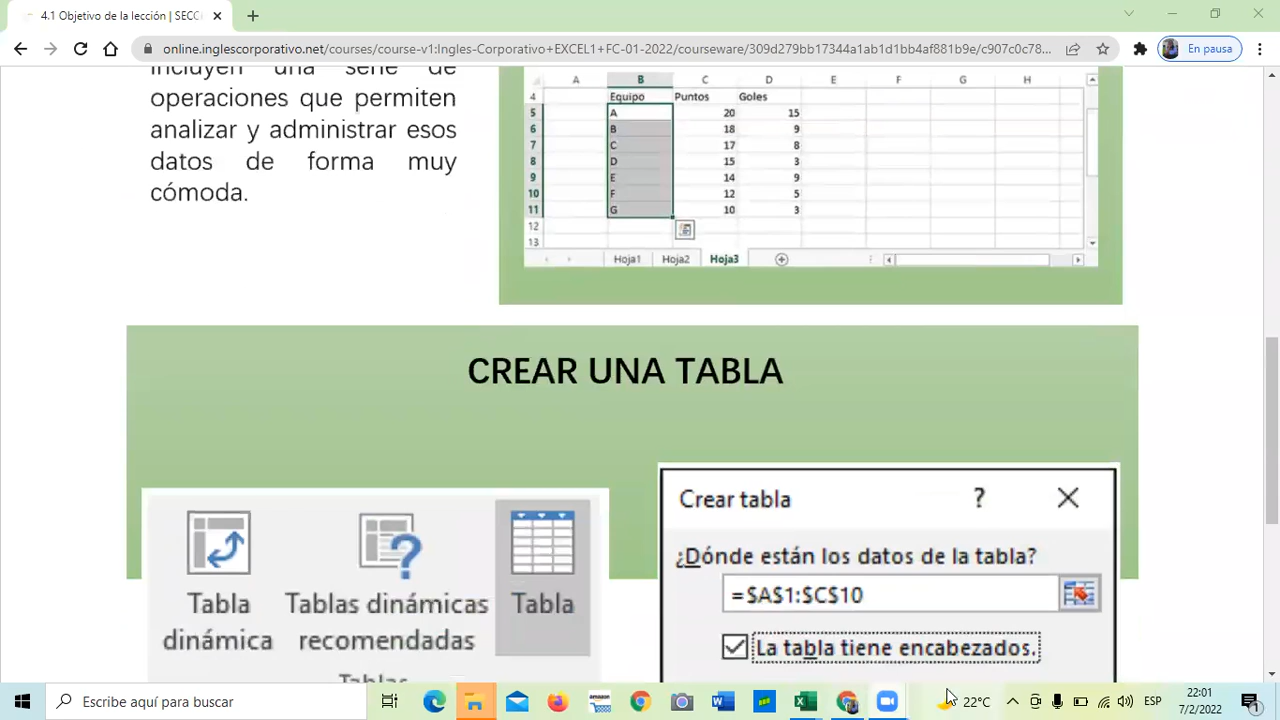 4.1 Objetivo de la lección | SECC
online.inglescorporativo.net/courses/course-v1:Ingles-Corporativo+EXCEL1+FC-01-2022/courseware/309d279bb17344a1ab1d1bb4af881b9e/c907c0c78...
En pausa
incluyen una serie de
operaciones que permiten
analizar y administrar esos
datos de forma muy
cómoda.
A B C D E F G H
4 Equipo Puntos Goles
5 A 20 15
6 B 18 9
7 C 17 8
8 D 15 3
9 E 14 9
10 F 12 5
11 G 10 3
12
13
Hoja1 Hoja2 Hoja3
CREAR UNA TABLA
Tabla dinámica
Tablas dinámicas recomendadas
Tabla
Tablas
Crear tabla ?
¿Dónde están los datos de la tabla?
=$A$1:$C$10
La tabla tiene encabezados.
Escribe aquí para buscar
amazon
22°C
ESP
22:01
7/2/2022
1